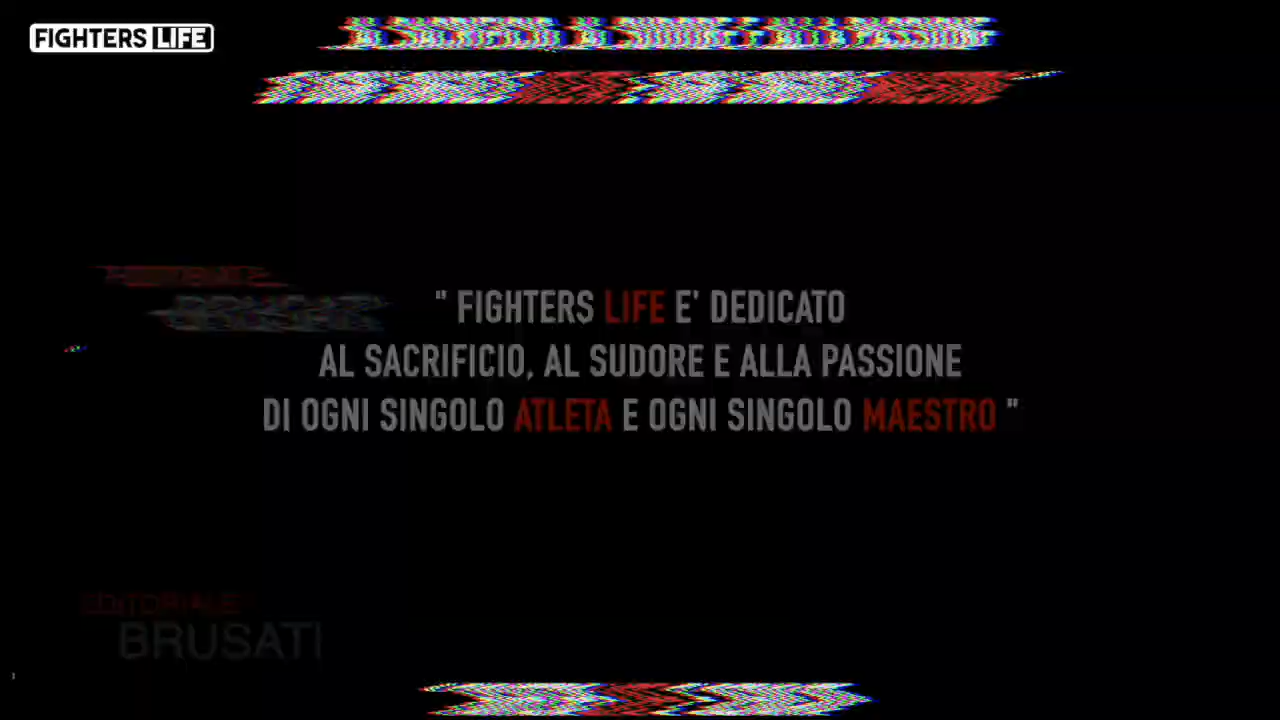 FIGHTERS LIFE
" FIGHTERS LIFE E' DEDICATO
AL SACRIFICIO, AL SUDORE E ALLA PASSIONE
DI OGNI SINGOLO ATLETA E OGNI SINGOLO MAESTRO "
BRUSATI
EDITORIALE
BRUSATI